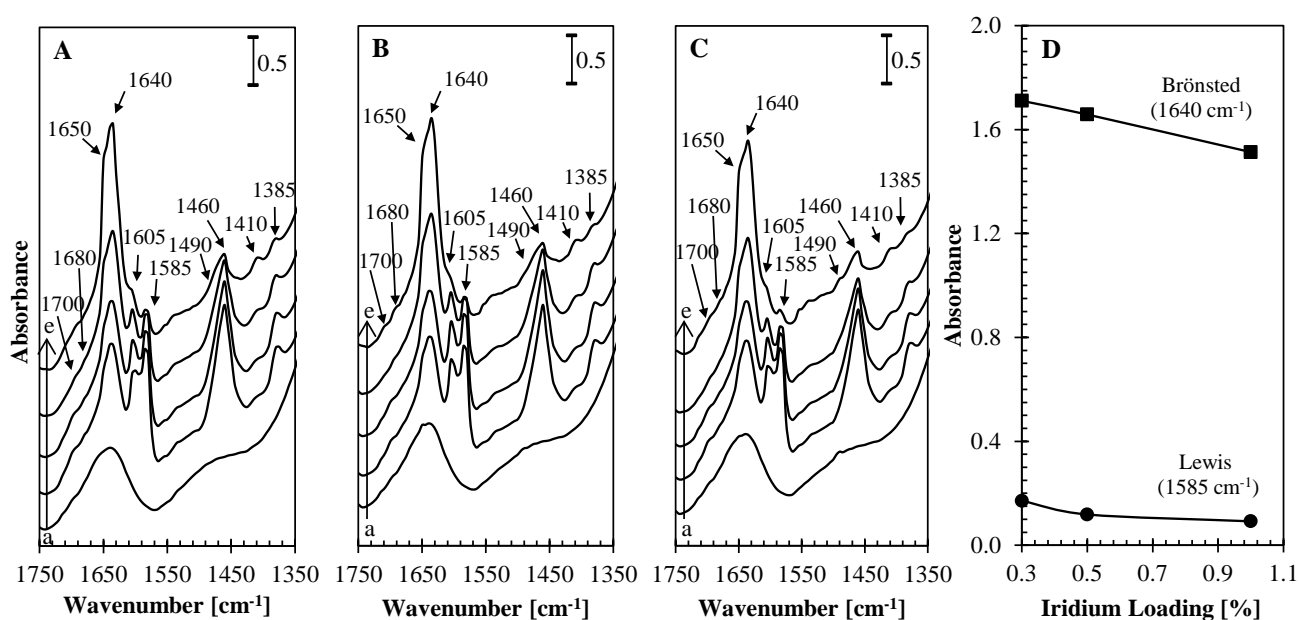 A
0.5
1640
1650
1680
1700
1605
1585
1490
1460
1410
1385
e
a
Absorbance
1750 1650 1550 1450 1350
Wavenumber [cm-1]
B
0.5
1640
1650
1680
1700
1605
1585
1490
1460
1410
1385
e
a
1750 1650 1550 1450 1350
Wavenumber [cm-1]
C
0.5
1640
1650
1680
1700
1605
1585
1490
1460
1410
1385
e
a
1750 1650 1550 1450 1350
Wavenumber [cm-1]
D
2.0
1.6
1.2
0.8
0.4
0.0
Absorbance
Brönsted
(1640 cm-1)
Lewis
(1585 cm-1)
0.3 0.5 0.7 0.9 1.1
Iridium Loading [%]